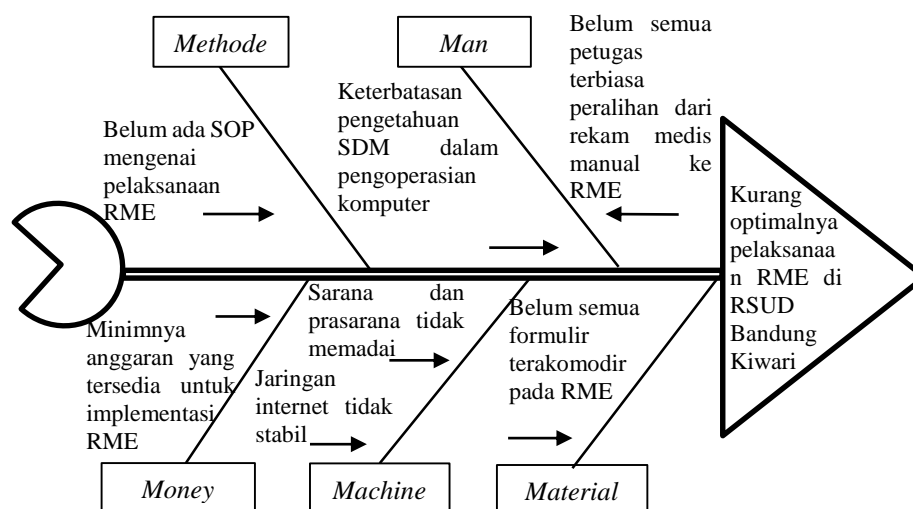 Methode
Man
Belum semua
petugas
terbiasa
peralihan dari
rekam medis
manual ke
RME
Keterbatasan
pengetahuan
SDM dalam
pengoperasian
komputer
Belum ada SOP
mengenai
pelaksanaan
RME
Kurang
optimalnya
pelaksanaa
n RME di
RSUD
Bandung
Kiwari
Minimnya
anggaran yang
tersedia untuk
implementasi
RME
Sarana dan
prasarana tidak
memadai
Jaringan
internet tidak
stabil
Belum semua
formulir
terakomodir
pada RME
Money
Machine
Material